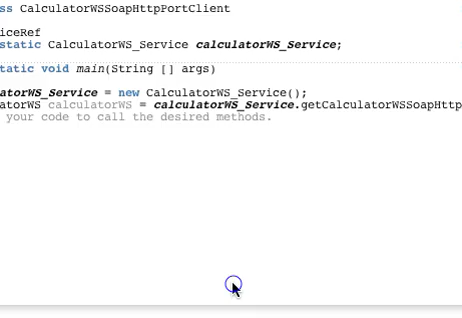 ss CalculatorWSSoapHttpPortClient
iceRef
static CalculatorWS_Service calculatorWS_Service;
tatic void main(String [] args)
atorWS_Service = new CalculatorWS_Service();
atorWS calculatorWS = calculatorWS_Service.getCalculatorWSSoapHttp
your code to call the desired methods.